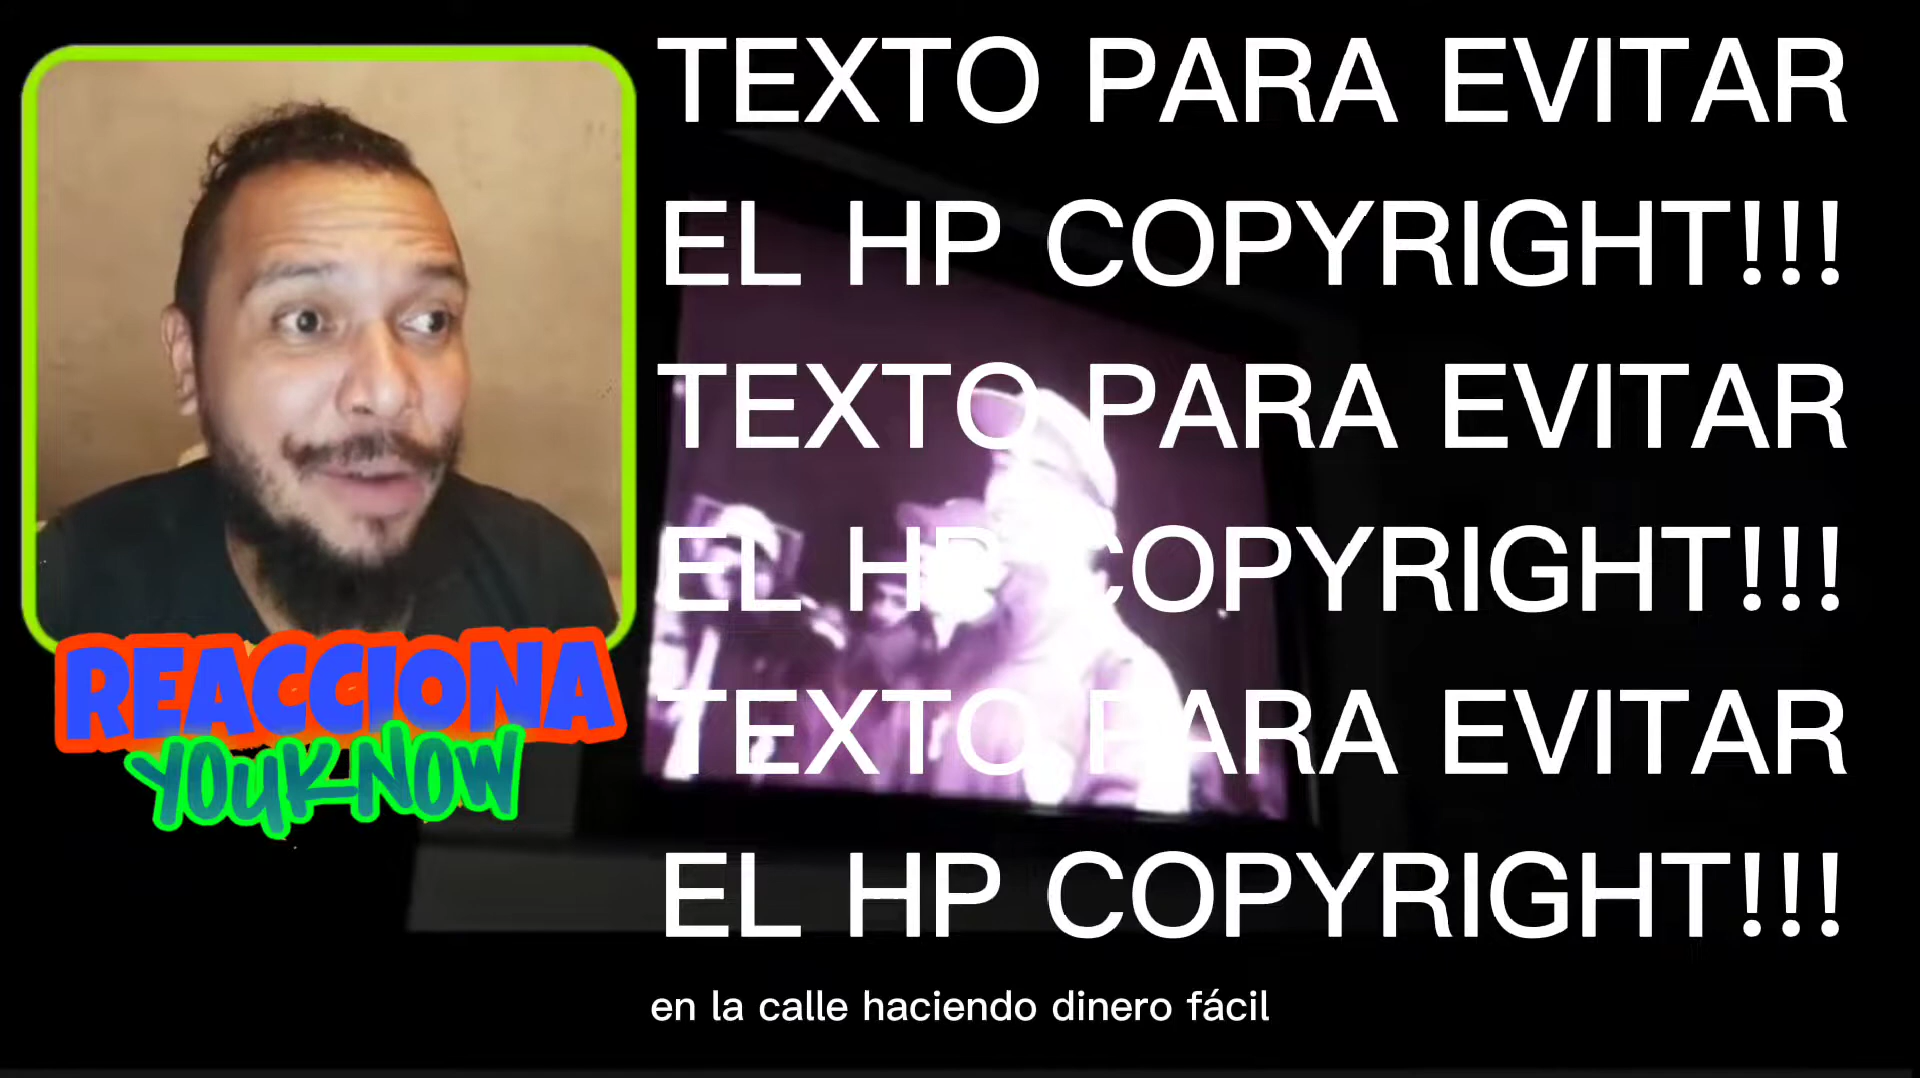 TEXTO PARA EVITAR
EL HP COPYRIGHT!!!
TEXTO PARA EVITAR
EL HP COPYRIGHT!!!
TEXTO PARA EVITAR
EL HP COPYRIGHT!!!
REACCIONA
YOUKNOW
en la calle haciendo dinero fácil